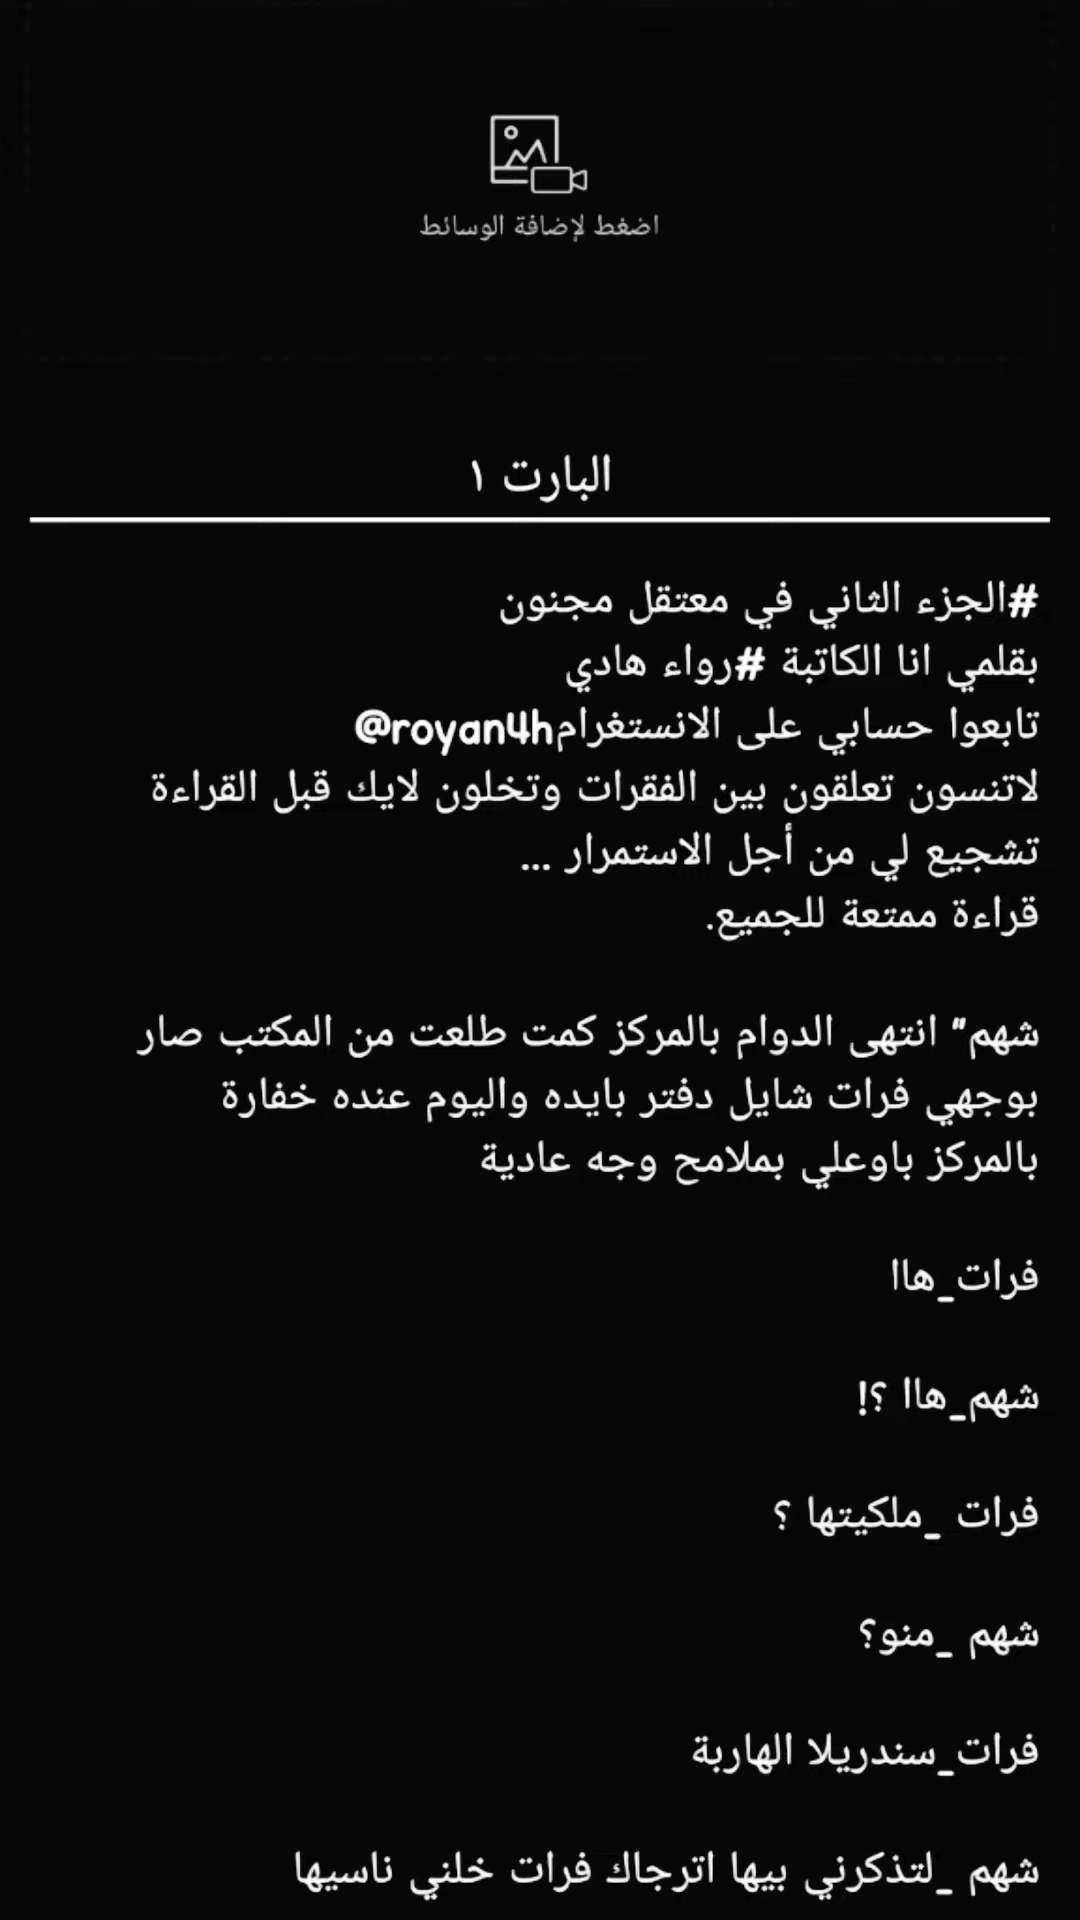 اضغط لإضافة الوسائط
البارت ١
#الجزء الثاني في معتقل مجنون
بقلمي انا الكاتبة #رواء هادي
تابعوا حسابي على الانستغرام@royan4h
لاتنسون تعلقون بين الفقرات وتخلون لايك قبل القراءة
تشجيع لي من أجل الاستمرار ...
قراءة ممتعة للجميع.
شهم" انتهى الدوام بالمركز كمت طلعت من المكتب صار
بوجهي فرات شايل دفتر بايده واليوم عنده خفارة
بالمركز باوعلي بملامح وجه عادية
فرات_هاا
شهم_هاا ؟!
فرات _ملكيتها ؟
شهم _منو؟
فرات_سندريلا الهاربة
شهم _لتذكرني بيها اترجاك فرات خلني ناسيها